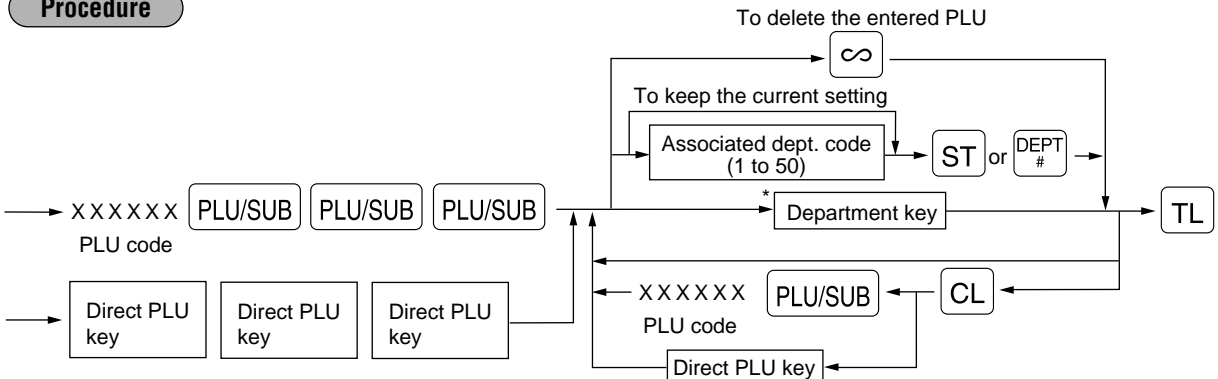 Procedure
To delete the entered PLU
∽
To keep the current setting
Associated dept. code
(1 to 50)
ST or DEPT #
XXXXXX PLU/SUB PLU/SUB PLU/SUB
PLU code
* Department key
TL
Direct PLU key
Direct PLU key
Direct PLU key
XXXXXX PLU/SUB CL
PLU code
Direct PLU key